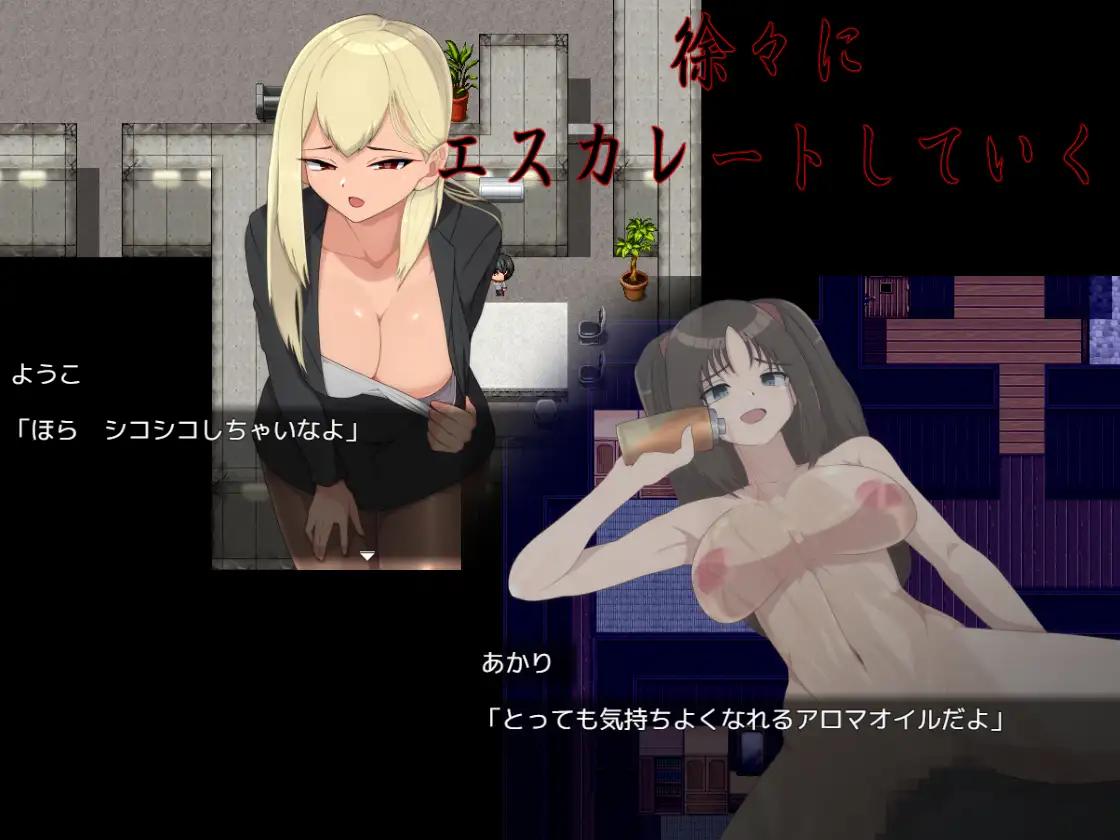 徐々に
エスカレートしていく
ようこ
「ほら　シコシコしちゃいなよ」
あかり
「とっても気持ちよくなれるアロマオイルだよ」